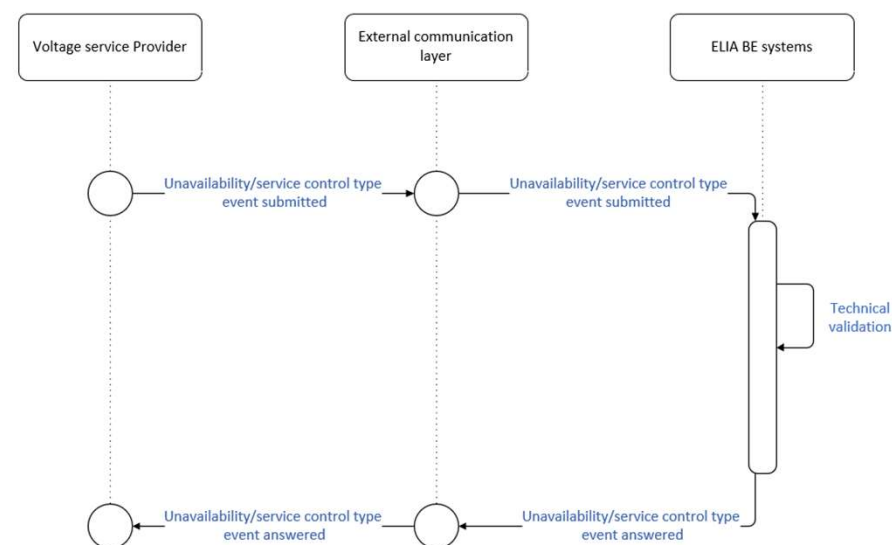 Voltage service Provider
External communication
layer
ELIA BE systems
Unavailability/service control type
event submitted
Unavailability/service control type
event submitted
Technical
validation
Unavailability/service control type
event answered
Unavailability/service control type
event answered